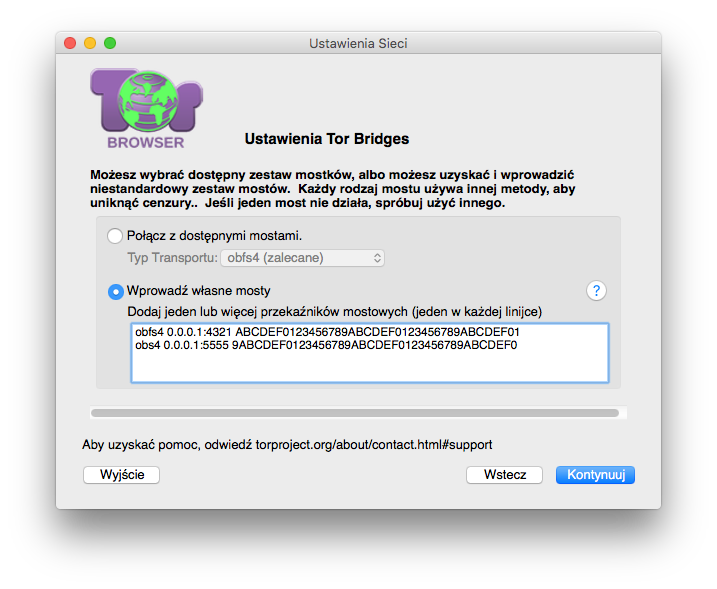 Ustawienia Sieci
Tor
BROWSER
Ustawienia Tor Bridges
Możesz wybrać dostępny zestaw mostków, albo możesz uzyskać i wprowadzić
niestandardowy zestaw mostów. Każdy rodzaj mostu używa innej metody, aby
uniknąć cenzury.. Jeśli jeden most nie działa, spróbuj użyć innego.
Połącz z dostępnymi mostami.
Typ Transportu: obfs4 (zalecane)
Wprowadź własne mosty
?
Dodaj jeden lub więcej przekaźników mostowych (jeden w każdej linijce)
obfs4 0.0.0.1:4321 ABCDEF0123456789ABCDEF0123456789ABCDEF01
obs4 0.0.0.1:5555 9ABCDEF0123456789ABCDEF0123456789ABCDEF0
Aby uzyskać pomoc, odwiedź torproject.org/about/contact.html#support
Wyjście
Wstecz
Kontynuuj